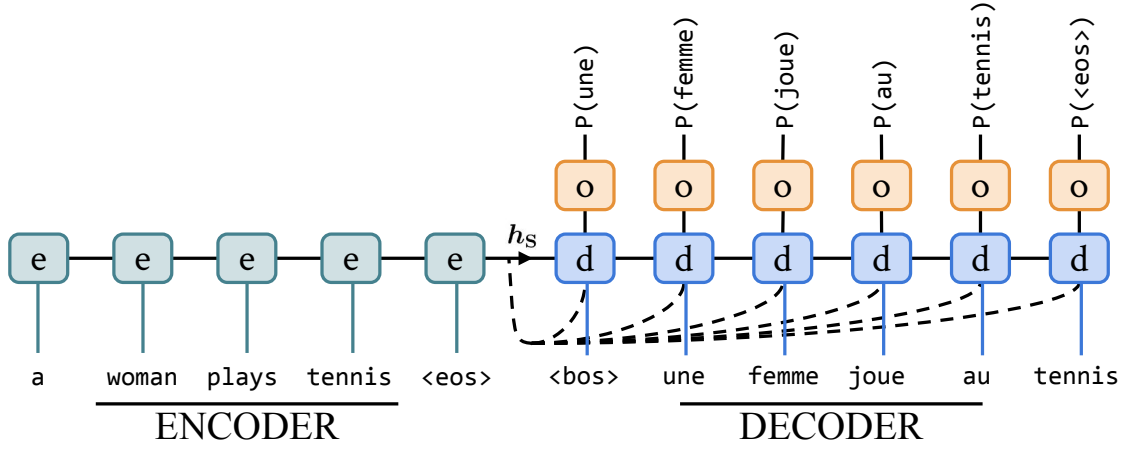 P(une) P(femme) P(joue) P(au) P(tennis) P(<eos>)
o o o o o o
h_S
e e e e e d d d d d d
a woman plays tennis <eos> <bos> une femme joue au tennis
ENCODER DECODER